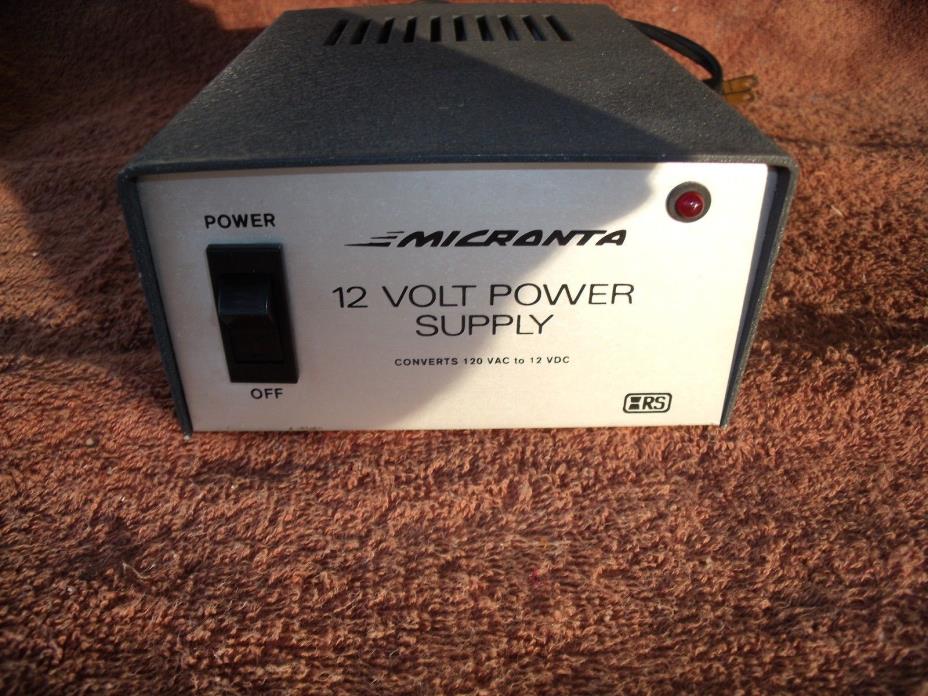 POWER
MICRONTA
12 VOLT POWER
SUPPLY
CONVERTS 120 VAC to 12 VDC
OFF
RS